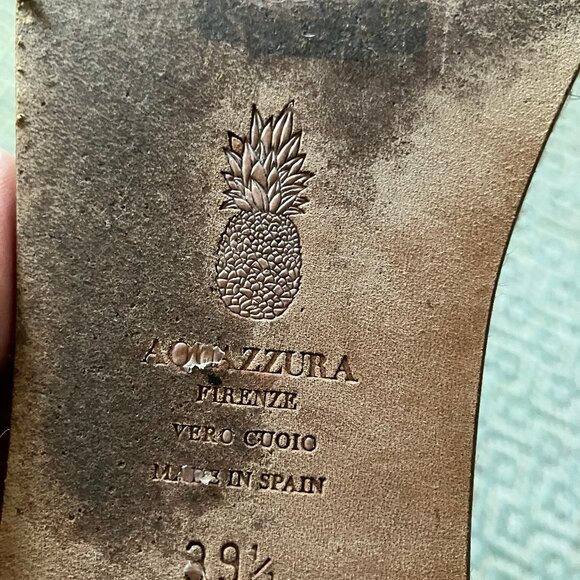 AQUAZZURA
FIRENZE
VERO CUOIO
MADE IN SPAIN
39½